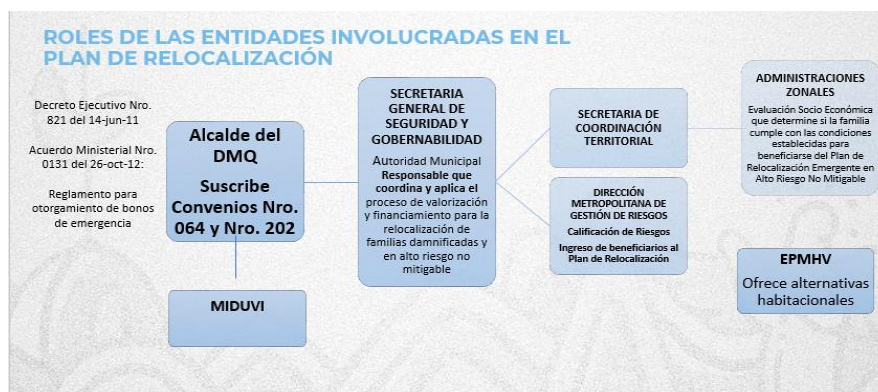 ROLES DE LAS ENTIDADES INVOLUCRADAS EN EL
PLAN DE RELOCALIZACIÓN
Decreto Ejecutivo Nro.
821 del 14-jun-11
Acuerdo Ministerial Nro.
0131 del 26-oct-12:
Reglamento para
otorgamiento de bonos
de emergencia
Alcalde del
DMQ
Suscribe
Convenios Nro.
064 y Nro. 202
MIDUVI
SECRETARIA
GENERAL DE
SEGURIDAD Y
GOBERNABILIDAD
Autoridad Municipal
Responsable que
coordina y aplica el
proceso de valorización
y financiamiento para la
relocalización de
familias damnificadas y
en alto riesgo no
mitigable
SECRETARIA DE
COORDINACIÓN
TERRITORIAL
DIRECCIÓN
METROPOLITANA DE
GESTIÓN DE RIESGOS
Calificación de Riesgos
Ingreso de beneficiarios al
Plan de Relocalización
ADMINISTRACIONES
ZONALES
Evaluación Socio Económica
que determine si la familia
cumple con las condiciones
establecidas para
beneficiarse del Plan de
Relocalización Emergente en
Alto Riesgo No Mitigable
EPMHV
Ofrece alternativas
habitacionales